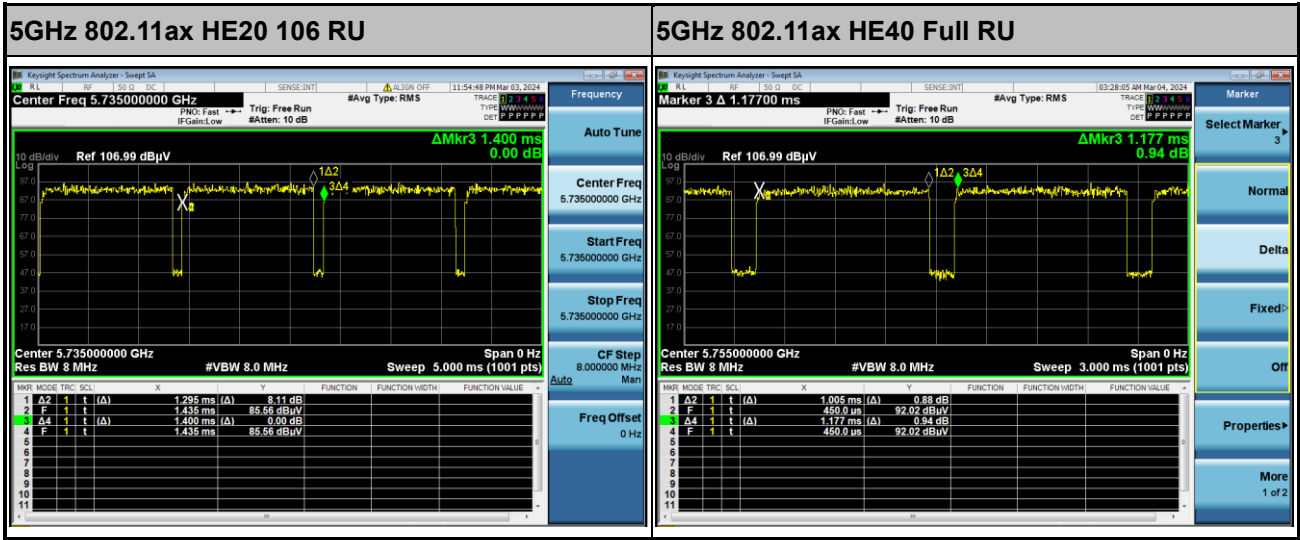 5GHz 802.11ax HE20 106 RU
5GHz 802.11ax HE40 Full RU
Keysight Spectrum Analyzer - Swept SA
RL RF 50 Ω DC SENSE:INT ALIGN OFF 11:54:48 PM Mar 03, 2024
Center Freq 5.735000000 GHz
#Avg Type: RMS
TRACE 1 2 3 4 5 6
PNO: Fast Trig: Free Run
TYPE WWWWWW
IFGain:Low #Atten: 10 dB
DET P P P P P P
ΔMkr3 1.400 ms
0.00 dB
10 dB/div Ref 106.99 dBµV
Log
97.0
87.0
77.0
67.0
57.0
47.0
37.0
27.0
17.0
1Δ2
3Δ4
2
Center 5.735000000 GHz Span 0 Hz
Res BW 8 MHz #VBW 8.0 MHz Sweep 5.000 ms (1001 pts)
MKR MODE TRC SCL X Y FUNCTION FUNCTION WIDTH FUNCTION VALUE
1 Δ2 1 t (Δ) 1.295 ms (Δ) 8.11 dB
2 F 1 t 1.435 ms 85.56 dBµV
3 Δ4 1 t (Δ) 1.400 ms (Δ) 0.00 dB
4 F 1 t 1.435 ms 85.56 dBµV
5
6
7
8
9
10
11
Frequency
Auto Tune
Center Freq
5.735000000 GHz
Start Freq
5.735000000 GHz
Stop Freq
5.735000000 GHz
CF Step
8.000000 MHz
Auto Man
Freq Offset
0 Hz
Keysight Spectrum Analyzer - Swept SA
RL RF 50 Ω DC SENSE:INT 03:28:05 AM Mar 04, 2024
Marker 3 Δ 1.17700 ms
#Avg Type: RMS
TRACE 1 2 3 4 5 6
PNO: Fast Trig: Free Run
TYPE WWWWWW
IFGain:Low #Atten: 10 dB
DET P P P P P P
ΔMkr3 1.177 ms
0.94 dB
10 dB/div Ref 106.99 dBµV
Log
97.0
87.0
77.0
67.0
57.0
47.0
37.0
27.0
17.0
1Δ2 3Δ4
2
Center 5.755000000 GHz Span 0 Hz
Res BW 8 MHz #VBW 8.0 MHz Sweep 3.000 ms (1001 pts)
MKR MODE TRC SCL X Y FUNCTION FUNCTION WIDTH FUNCTION VALUE
1 Δ2 1 t (Δ) 1.005 ms (Δ) 0.88 dB
2 F 1 t 450.0 µs 92.02 dBµV
3 Δ4 1 t (Δ) 1.177 ms (Δ) 0.94 dB
4 F 1 t 450.0 µs 92.02 dBµV
5
6
7
8
9
10
11
Marker
Select Marker
3
Normal
Delta
Fixed
Off
Properties
More
1 of 2